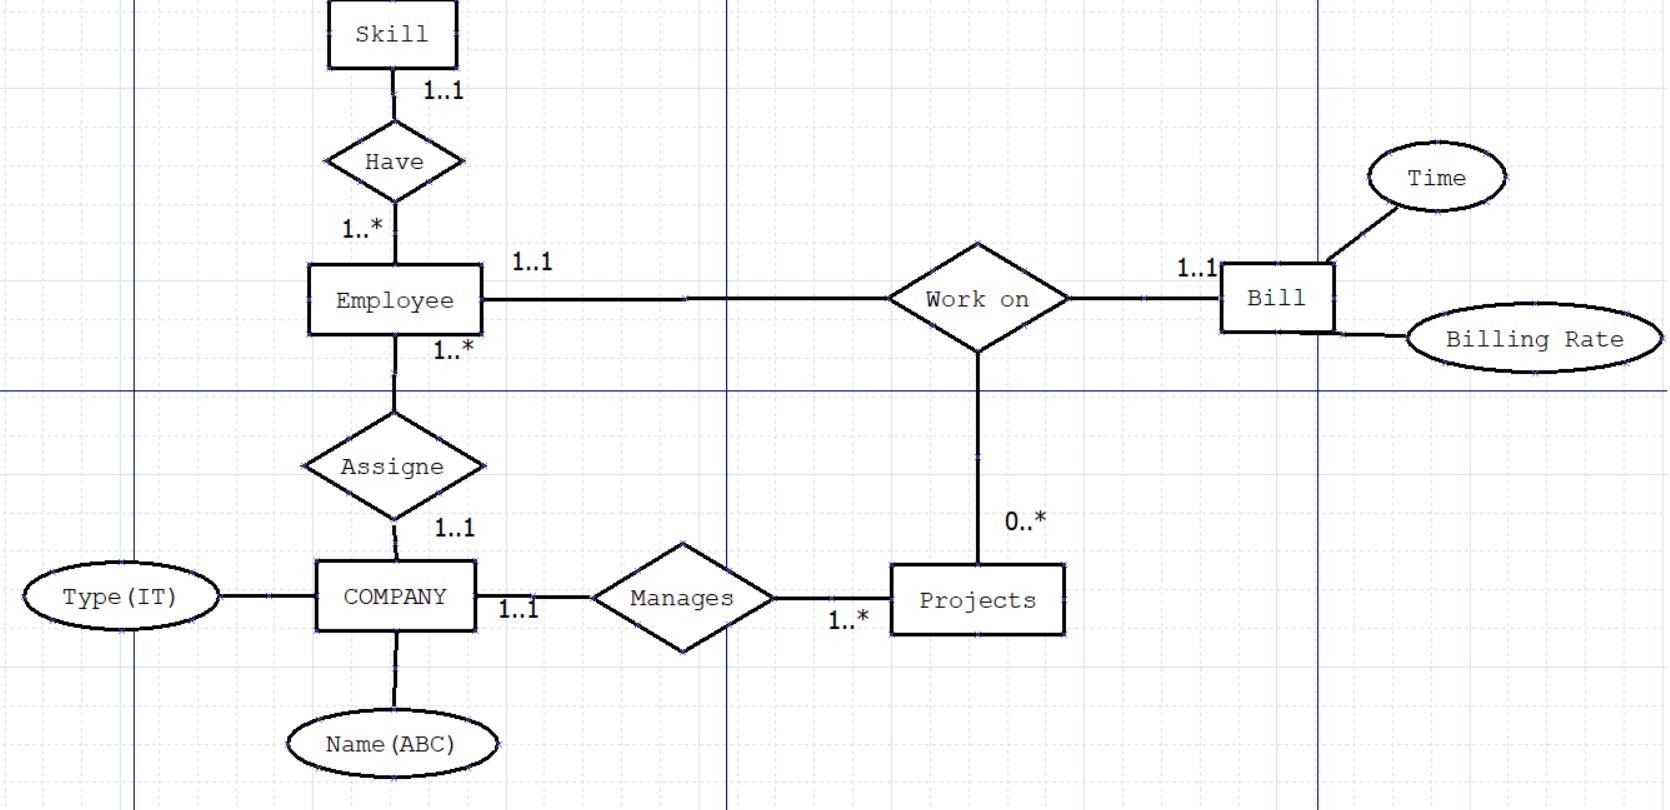 Skill
1..1
Have
1..*
Employee
1..1
Work on
1..1
Bill
Time
Billing Rate
1..*
Assigne
1..1
0..*
Type(IT)
COMPANY
1..1
Manages
1..*
Projects
Name(ABC)